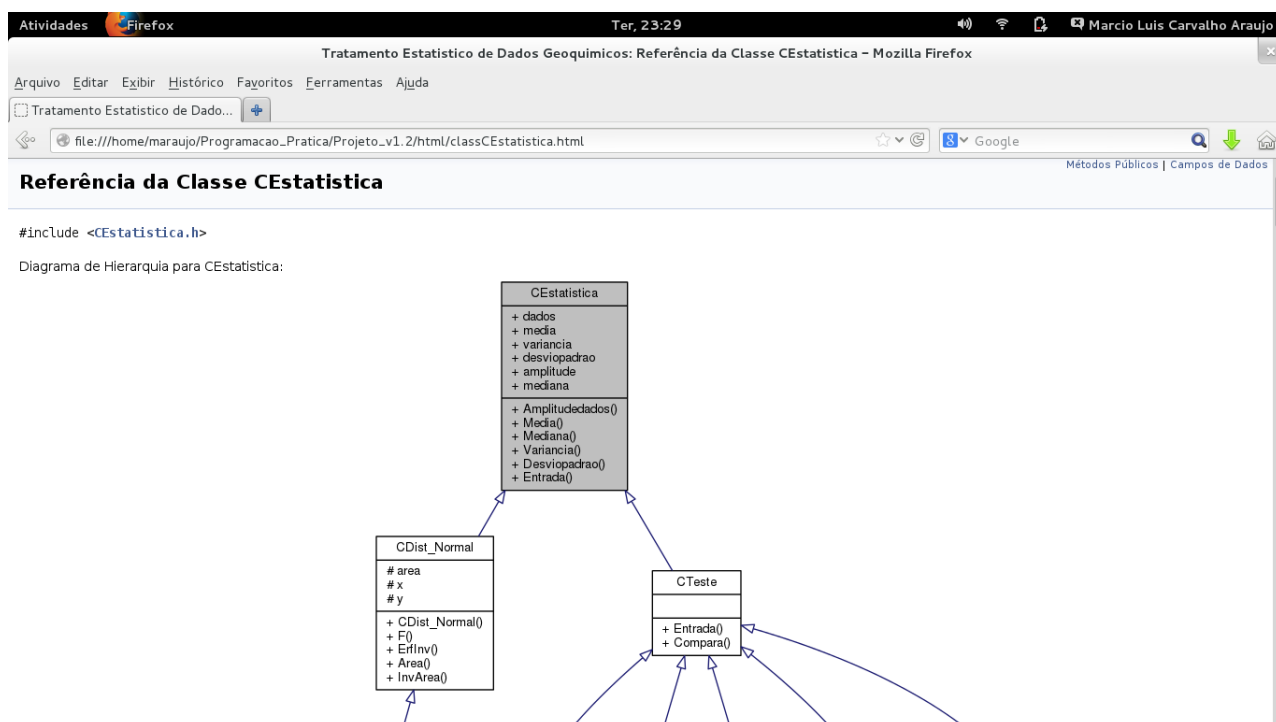 Atividades Firefox Ter, 23:29 Marcio Luis Carvalho Araujo
Tratamento Estatistico de Dados Geoquimicos: Referência da Classe CEstatistica – Mozilla Firefox
Arquivo Editar Exibir Histórico Favoritos Ferramentas Ajuda
Tratamento Estatistico de Dado...
file:///home/maraujo/Programacao_Pratica/Projeto_v1.2/html/classCEstatistica.html Google
Métodos Públicos | Campos de Dados
Referência da Classe CEstatistica
#include <CEstatistica.h>
Diagrama de Hierarquia para CEstatistica:
CEstatistica
+ dados
+ media
+ variancia
+ desviopadrao
+ amplitude
+ mediana
+ Amplitudedados()
+ Media()
+ Mediana()
+ Variancia()
+ Desviopadrao()
+ Entrada()
CDist_Normal
# area
# x
# y
+ CDist_Normal()
+ F()
+ ErfInv()
+ Area()
+ InvArea()
CTeste
+ Entrada()
+ Compara()